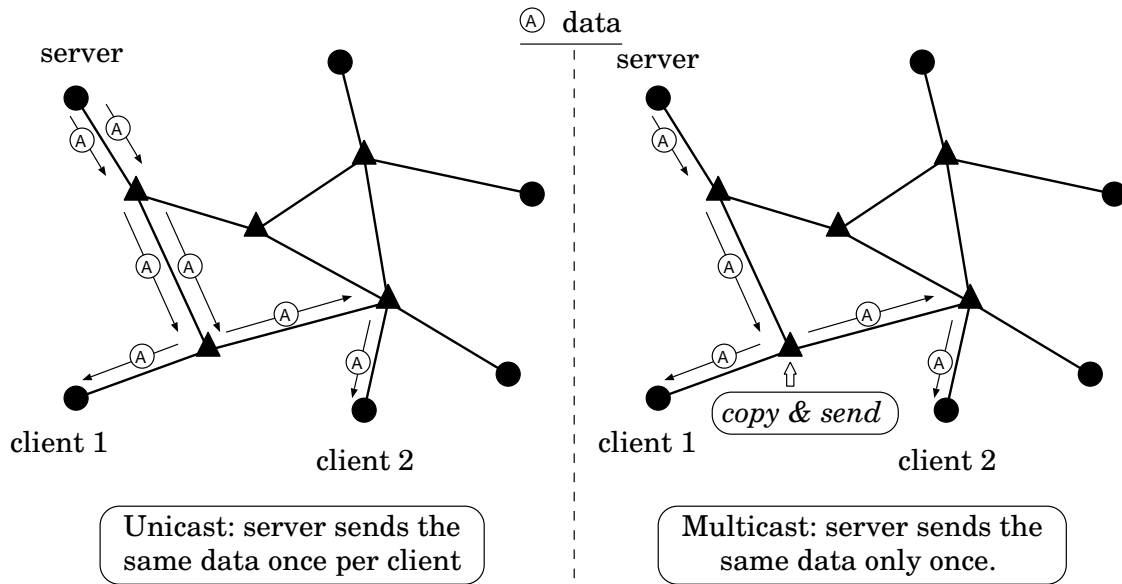 A data
server
A
A
A
A
A
A
A
client 1
client 2
Unicast: server sends the
same data once per client
server
A
A
A
A
A
copy & send
client 1
client 2
Multicast: server sends the
same data only once.